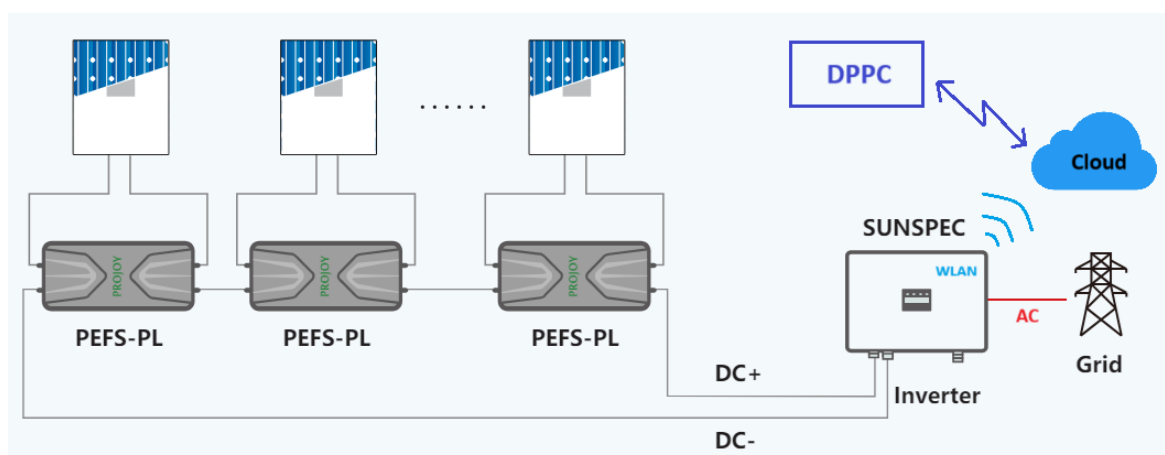 DPPC
Cloud
SUNSPEC
WLAN
PROJOY
PROJOY
PROJOY
AC
PEFS-PL
PEFS-PL
PEFS-PL
Grid
DC+
Inverter
DC-